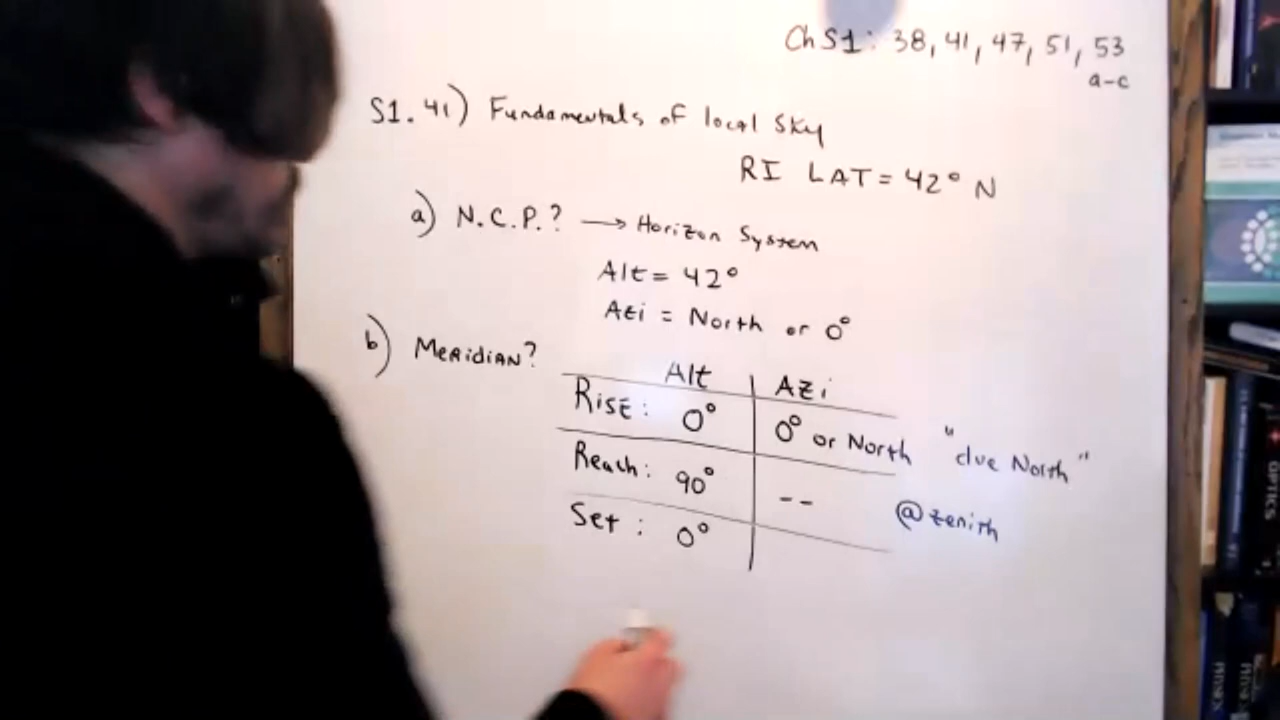 Ch S1: 38, 41, 47, 51, 53
a-c
S1. 41) Fundamentals of local Sky
RI LAT = 42° N
a) N.C.P.? → Horizon System
Alt = 42°
Azi = North or 0°
b) MERIDIAN?
Alt Azi
Rise: 0° 0° or North "due North"
Reach: 90° -- @zenith
Set: 0°
OPTICS